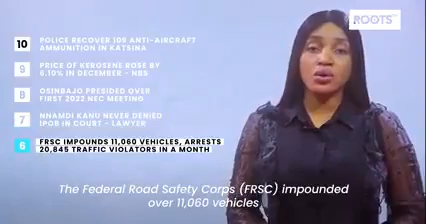 ROOTS
10 POLICE RECOVER 109 ANTI-AIRCRAFT
AMMUNITION IN KATSINA
9 PRICE OF KEROSENE ROSE BY
6.10% IN DECEMBER - NBS
8 OSINBAJO PRESIDED OVER
FIRST 2022 NEC MEETING
7 NNAMDI KANU NEVER DENIED
IPOB IN COURT - LAWYER
6 FRSC IMPOUNDS 11,060 VEHICLES, ARRESTS
20,845 TRAFFIC VIOLATORS IN A MONTH
The Federal Road Safety Corps (FRSC) impounded
over 11,060 vehicles